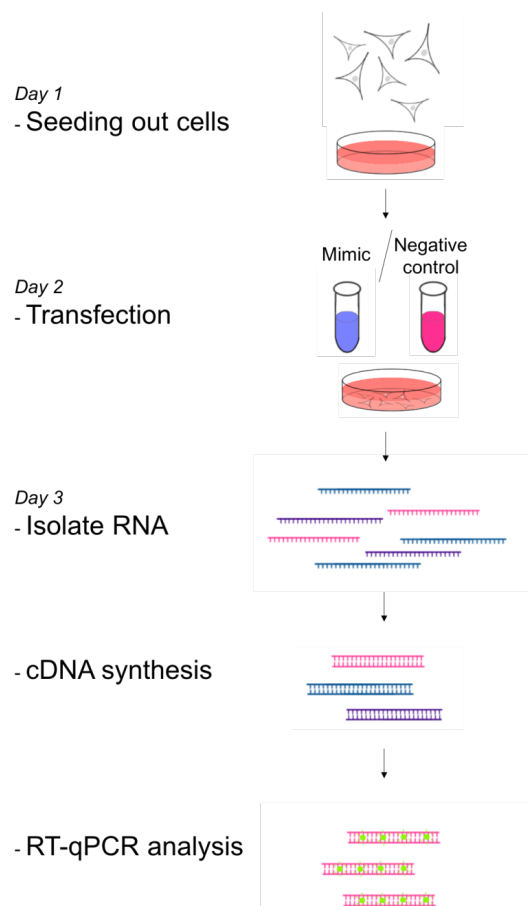 Day 1
- Seeding out cells
Mimic
Negative
control
Day 2
- Transfection
Day 3
- Isolate RNA
- cDNA synthesis
- RT-qPCR analysis